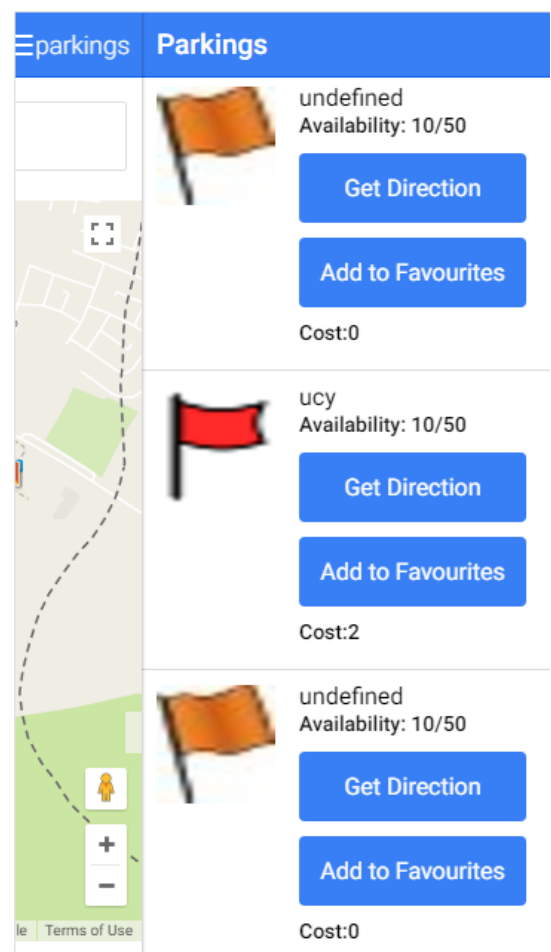 parkings
Parkings
undefined
Availability: 10/50
Get Direction
Add to Favourites
Cost:0
ucy
Availability: 10/50
Get Direction
Add to Favourites
Cost:2
undefined
Availability: 10/50
Get Direction
Add to Favourites
Cost:0
le
Terms of Use